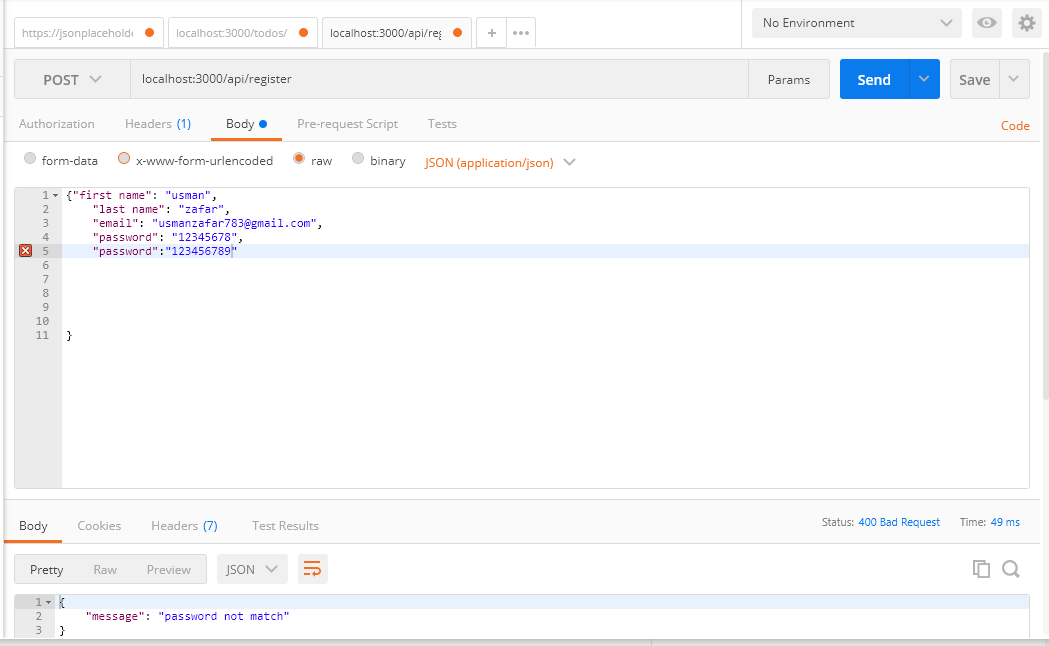 https://jsonplaceholde
localhost:3000/todos/
localhost:3000/api/reg
+
•••
No Environment
POST
localhost:3000/api/register
Params
Send
Save
Authorization
Headers (1)
Body
Pre-request Script
Tests
Code
form-data
x-www-form-urlencoded
raw
binary
JSON (application/json)
1 {"first name": "usman",
2 "last name": "zafar",
3 "email": "usmanzafar783@gmail.com",
4 "password": "12345678",
5 "password":"123456789"
6
7
8
9
10
11 }
Body
Cookies
Headers (7)
Test Results
Status: 400 Bad Request
Time: 49 ms
Pretty
Raw
Preview
JSON
1 {
2 "message": "password not match"
3 }